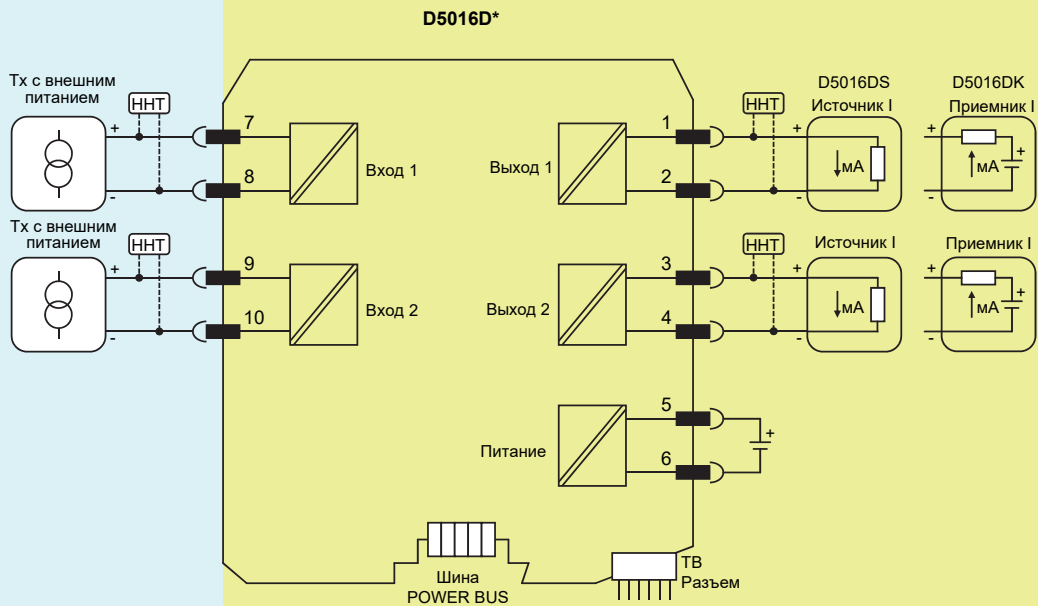 D5016D*
Tx с внешним
питанием
ННТ
+
-
7
8
Вход 1
Выход 1
1
2
ННТ
D5016DS
Источник I
+
мА
-
D5016DK
Приемник I
+
+
мА
-
Tx с внешним
питанием
ННТ
+
-
9
10
Вход 2
Выход 2
3
4
ННТ
Источник I
+
мА
-
Приемник I
+
+
мА
-
Питание
5
6
+
Шина
POWER BUS
ТВ
Разъем